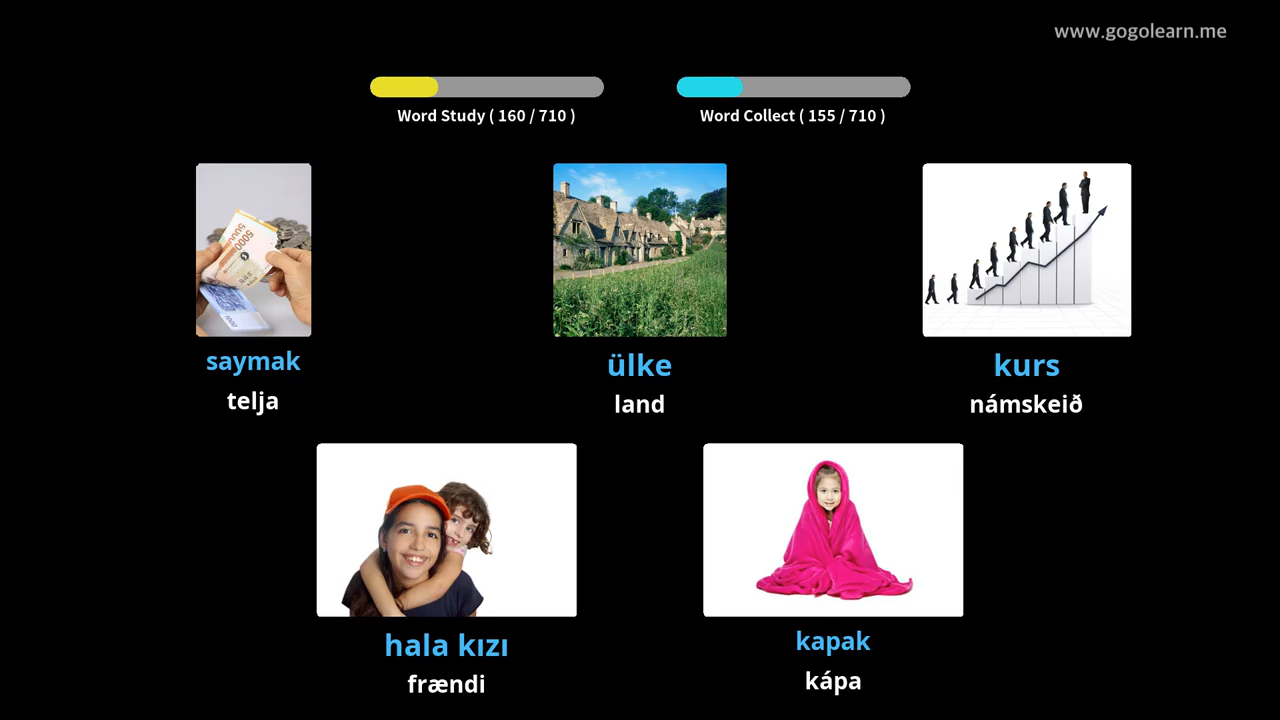 www.gogolearn.me
Word Study ( 160 / 710 )
Word Collect ( 155 / 710 )
saymak
telja
ülke
land
kurs
námskeið
hala kızı
frændi
kapak
kápa